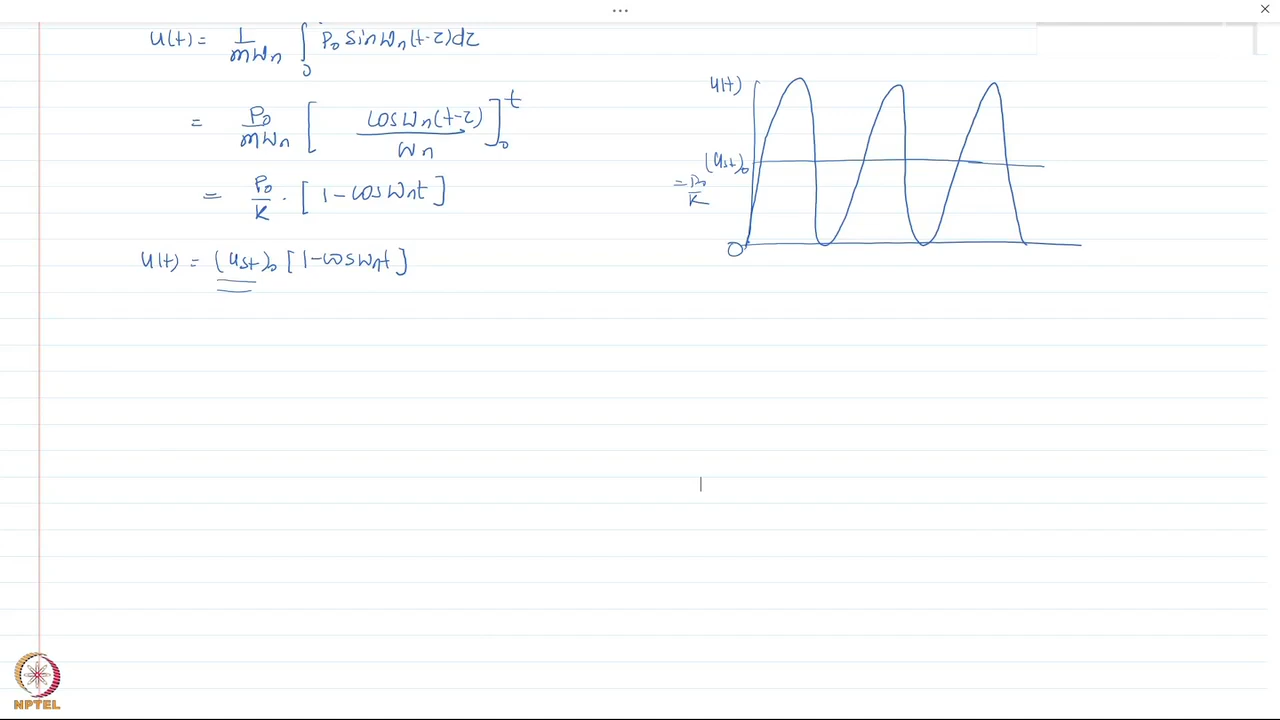 u(t) = 1/mωn ∫0 P0 sin ωn(t-τ)dτ
= P0/mωn [ cos ωn(t-τ)/ωn ]0^t
= P0/K · [1 - cos ωnt]
u(t) = (ust)0 [1 - cos ωnt]
u(t)
(ust)0
= P0/K
0
NPTEL